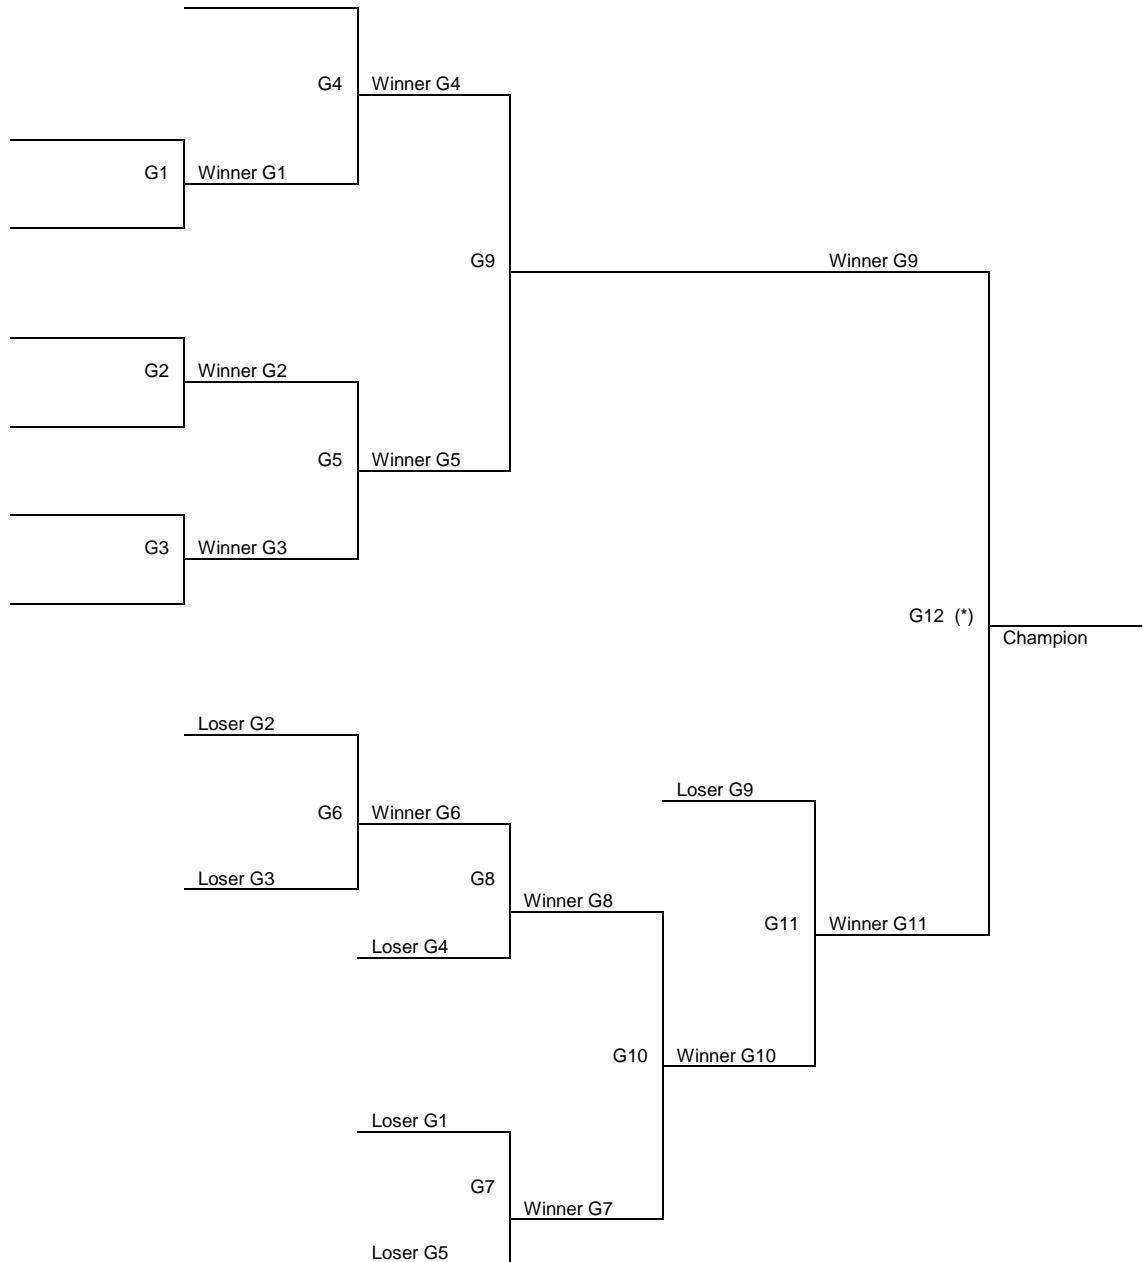 G4
Winner G4
G1
Winner G1
G9
Winner G9
G2
Winner G2
G5
Winner G5
G3
Winner G3
G12 (*)
Champion
Loser G2
Loser G9
G6
Winner G6
Loser G3
G8
Winner G8
G11
Winner G11
Loser G4
G10
Winner G10
Loser G1
G7
Winner G7
Loser G5